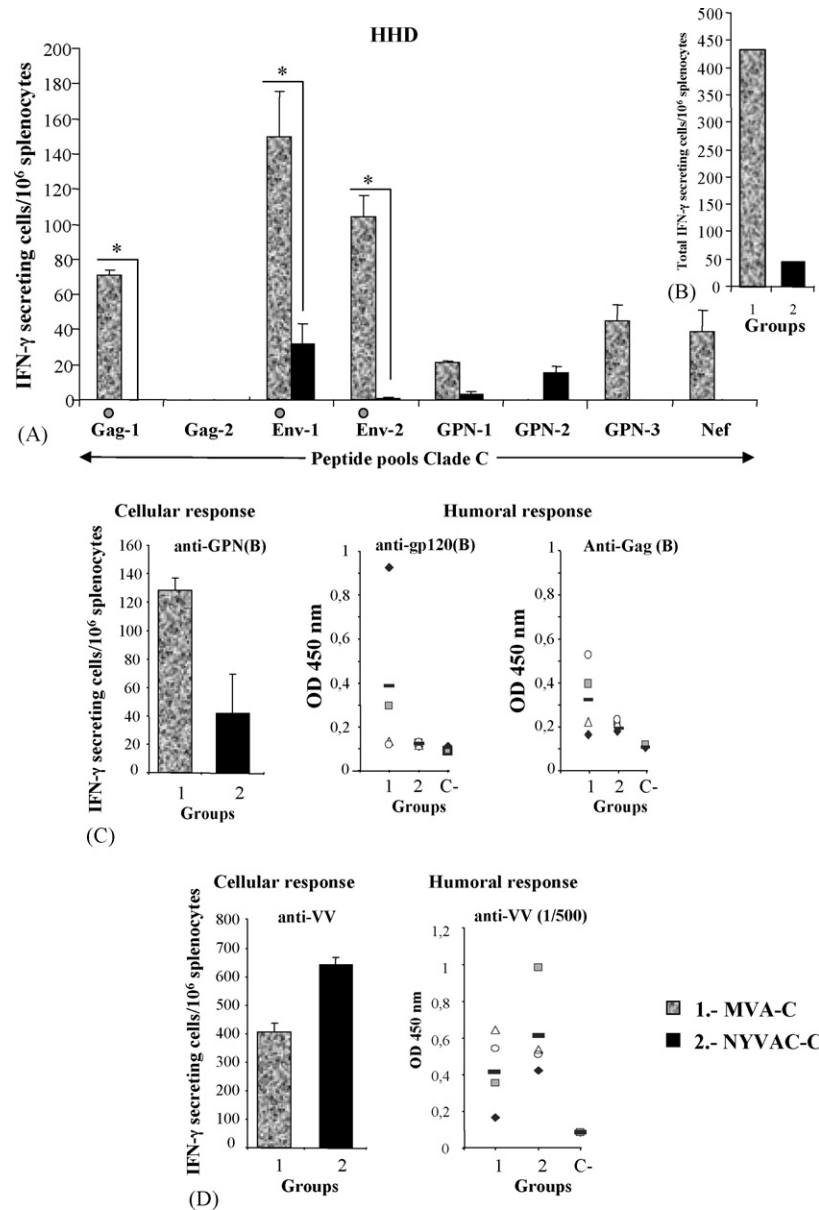 HHD
IFN-γ secreting cells/10⁶ splenocytes
200
180
160
140
120
100
80
60
40
20
0
*
*
*
Gag-1 Gag-2 Env-1 Env-2 GPN-1 GPN-2 GPN-3 Nef
Peptide pools Clade C
(A)
Total IFN-γ secreting cells/10⁶ splenocytes
500
450
400
350
300
250
200
150
100
50
0
1 2
Groups
(B)
Cellular response
anti-GPN(B)
IFN-γ secreting cells/10⁶ splenocytes
160
140
120
100
80
60
40
20
0
1 2
Groups
(C)
Humoral response
anti-gp120(B)
OD 450 nm
1
0,8
0,6
0,4
0,2
0
1 2 C-
Groups
Anti-Gag (B)
OD 450 nm
1
0,8
0,6
0,4
0,2
0
1 2 C-
Groups
Cellular response
anti-VV
IFN-γ secreting cells/10⁶ splenocytes
800
700
600
500
400
300
200
100
0
1 2
Groups
(D)
Humoral response
anti-VV (1/500)
OD 450 nm
1,2
1
0,8
0,6
0,4
0,2
0
1 2 C-
Groups
1.- MVA-C
2.- NYVAC-C